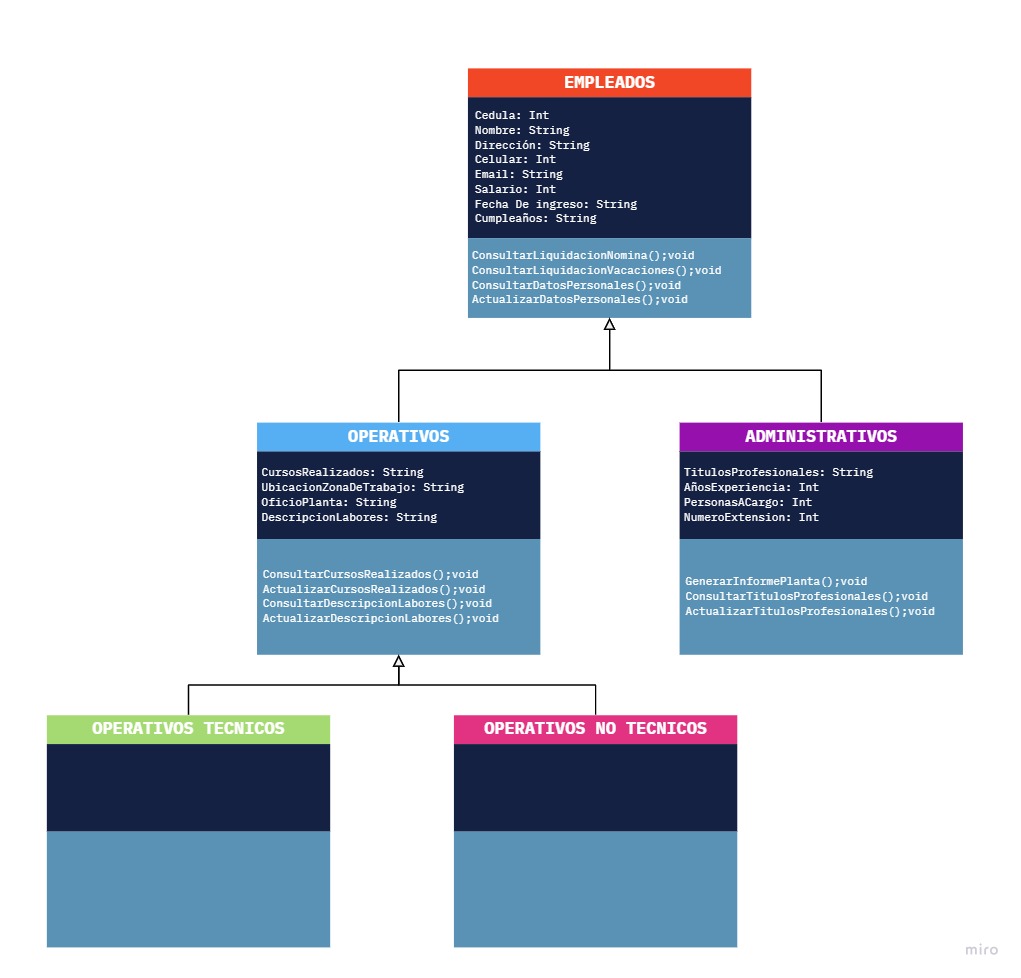 EMPLEADOS
Cedula: Int
Nombre: String
Dirección: String
Celular: Int
Email: String
Salario: Int
Fecha De ingreso: String
Cumpleaños: String
ConsultarLiquidacionNomina();void
ConsultarLiquidacionVacaciones();void
ConsultarDatosPersonales();void
ActualizarDatosPersonales();void
OPERATIVOS
CursosRealizados: String
UbicacionZonaDeTrabajo: String
OficioPlanta: String
DescripcionLabores: String
ConsultarCursosRealizados();void
ActualizarCursosRealizados();void
ConsultarDescripcionLabores();void
ActualizarDescripcionLabores();void
ADMINISTRATIVOS
TitulosProfesionales: String
AñosExperiencia: Int
PersonasACargo: Int
NumeroExtension: Int
GenerarInformePlanta();void
ConsultarTitulosProfesionales();void
ActualizarTitulosProfesionales();void
OPERATIVOS TECNICOS
OPERATIVOS NO TECNICOS
miro